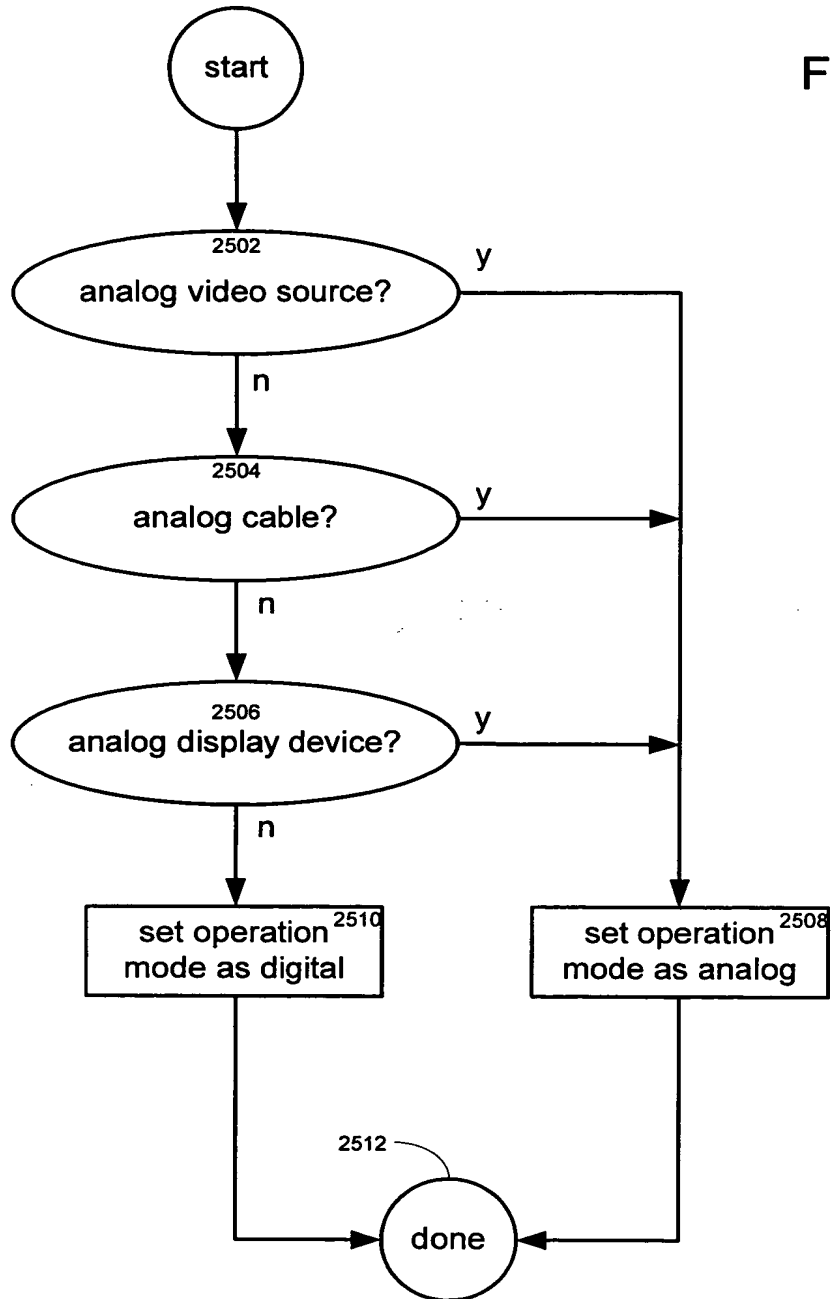 start
F
2502
analog video source?
y
n
2504
analog cable?
y
n
2506
analog display device?
y
n
set operation 2510
mode as digital
set operation 2508
mode as analog
2512
done